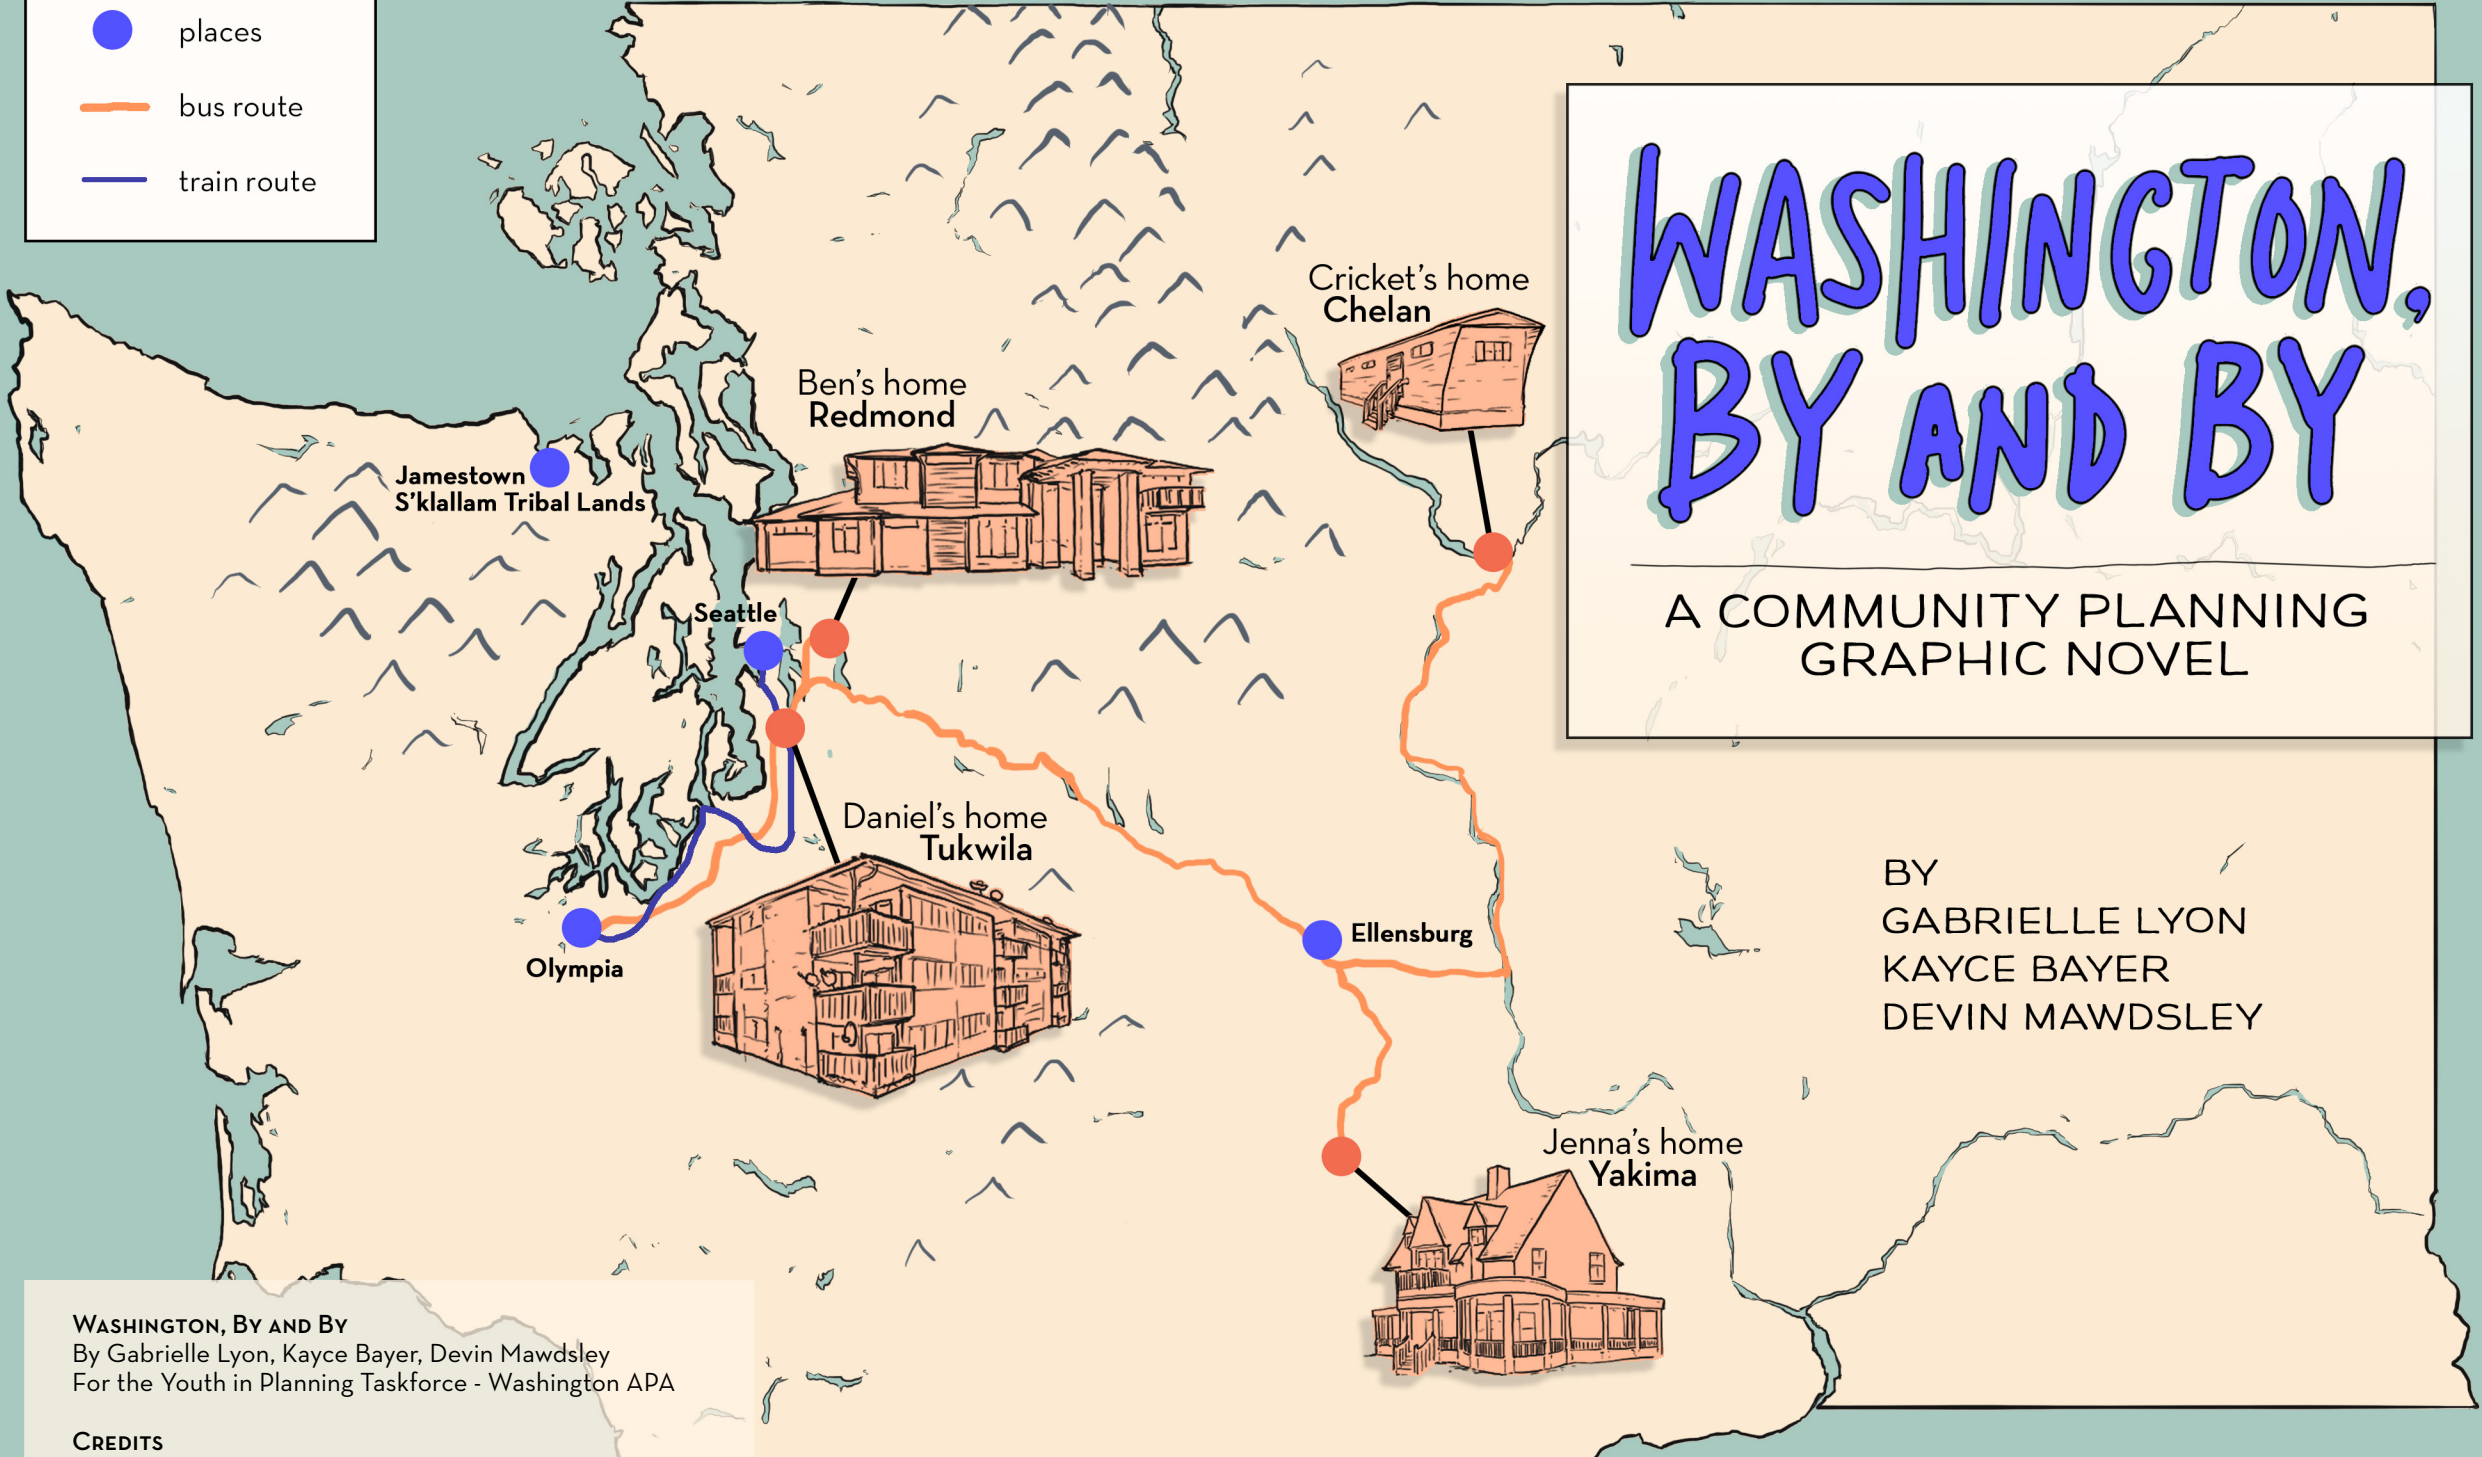 places
bus route
train route
WASHINGTON,
BY AND BY
A COMMUNITY PLANNING
GRAPHIC NOVEL
BY
GABRIELLE LYON
KAYCE BAYER
DEVIN MAWDSLEY
Cricket's home
Chelan
Ben's home
Redmond
Jamestown
S'klallam Tribal Lands
Seattle
Daniel's home
Tukwila
Ellensburg
Olympia
Jenna's home
Yakima
Washington, By and By
By Gabrielle Lyon, Kayce Bayer, Devin Mawdsley
For the Youth in Planning Taskforce - Washington APA
Credits